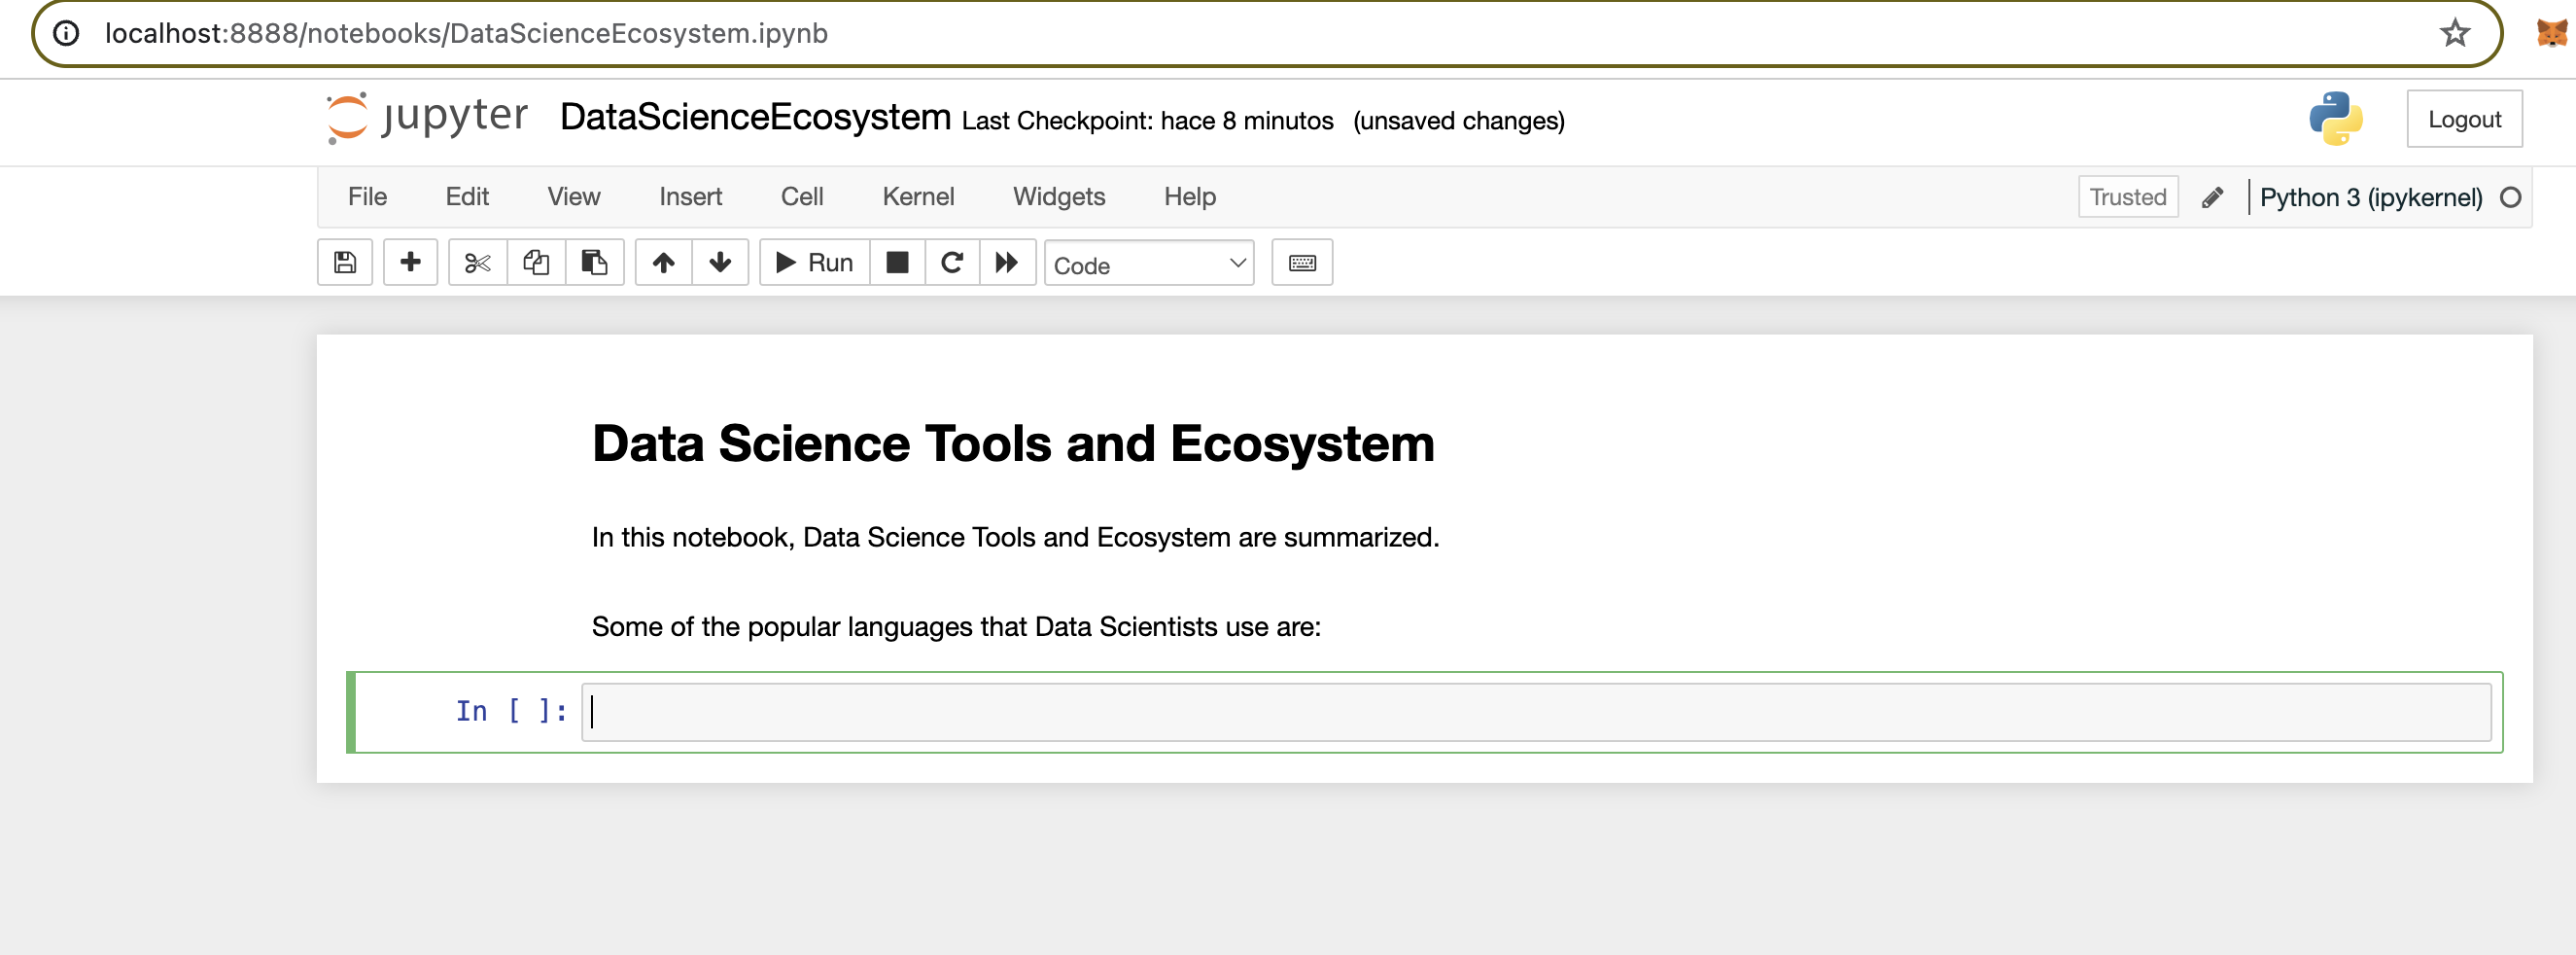 localhost:8888/notebooks/DataScienceEcosystem.ipynb
jupyter DataScienceEcosystem Last Checkpoint: hace 8 minutos (unsaved changes) Logout
File Edit View Insert Cell Kernel Widgets Help Trusted Python 3 (ipykernel)
Run Code
Data Science Tools and Ecosystem
In this notebook, Data Science Tools and Ecosystem are summarized.
Some of the popular languages that Data Scientists use are:
In [ ]: